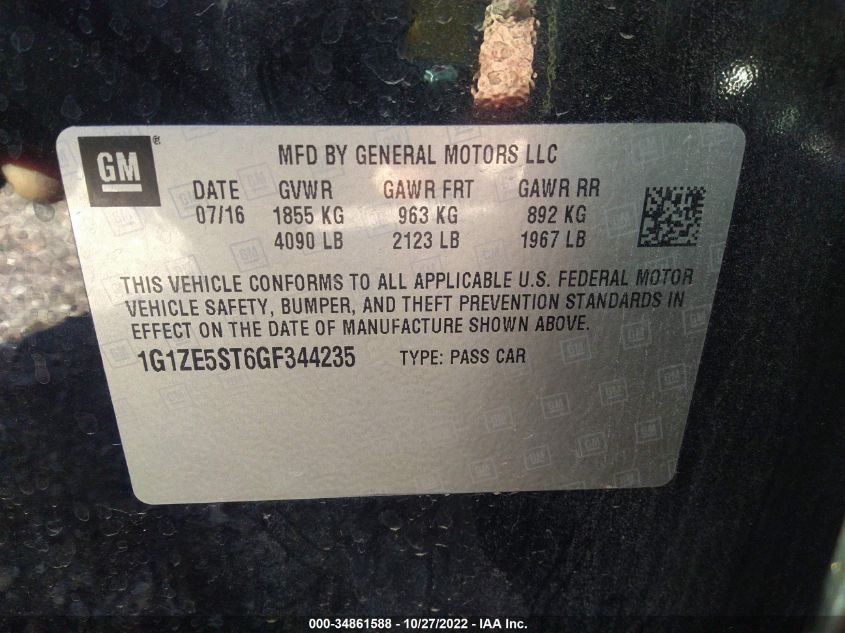 GM ®
MFD BY GENERAL MOTORS LLC
DATE GVWR GAWR FRT GAWR RR
07/16 1855 KG 963 KG 892 KG
4090 LB 2123 LB 1967 LB
THIS VEHICLE CONFORMS TO ALL APPLICABLE U.S. FEDERAL MOTOR
VEHICLE SAFETY, BUMPER, AND THEFT PREVENTION STANDARDS IN
EFFECT ON THE DATE OF MANUFACTURE SHOWN ABOVE.
1G1ZE5ST6GF344235 TYPE: PASS CAR
000-34861588 - 10/27/2022 - IAA Inc.